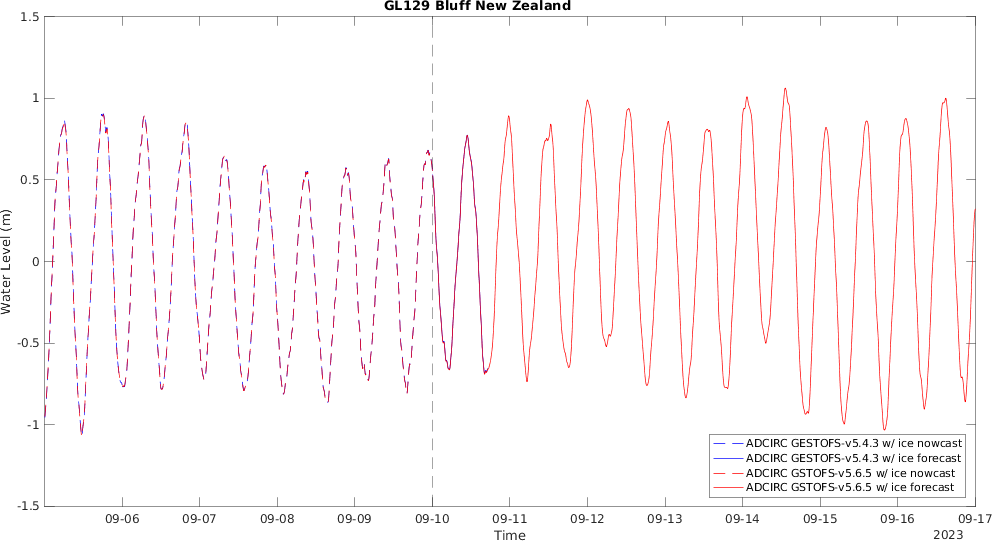 GL129 Bluff New Zealand
1.5
1
0.5
0
-0.5
-1
-1.5
Water Level (m)
09-06
09-07
09-08
09-09
09-10
09-11
09-12
09-13
09-14
09-15
09-16
09-17
Time
2023
ADCIRC GESTOFS-v5.4.3 w/ ice nowcast
ADCIRC GESTOFS-v5.4.3 w/ ice forecast
ADCIRC GSTOFS-v5.6.5 w/ ice nowcast
ADCIRC GSTOFS-v5.6.5 w/ ice forecast